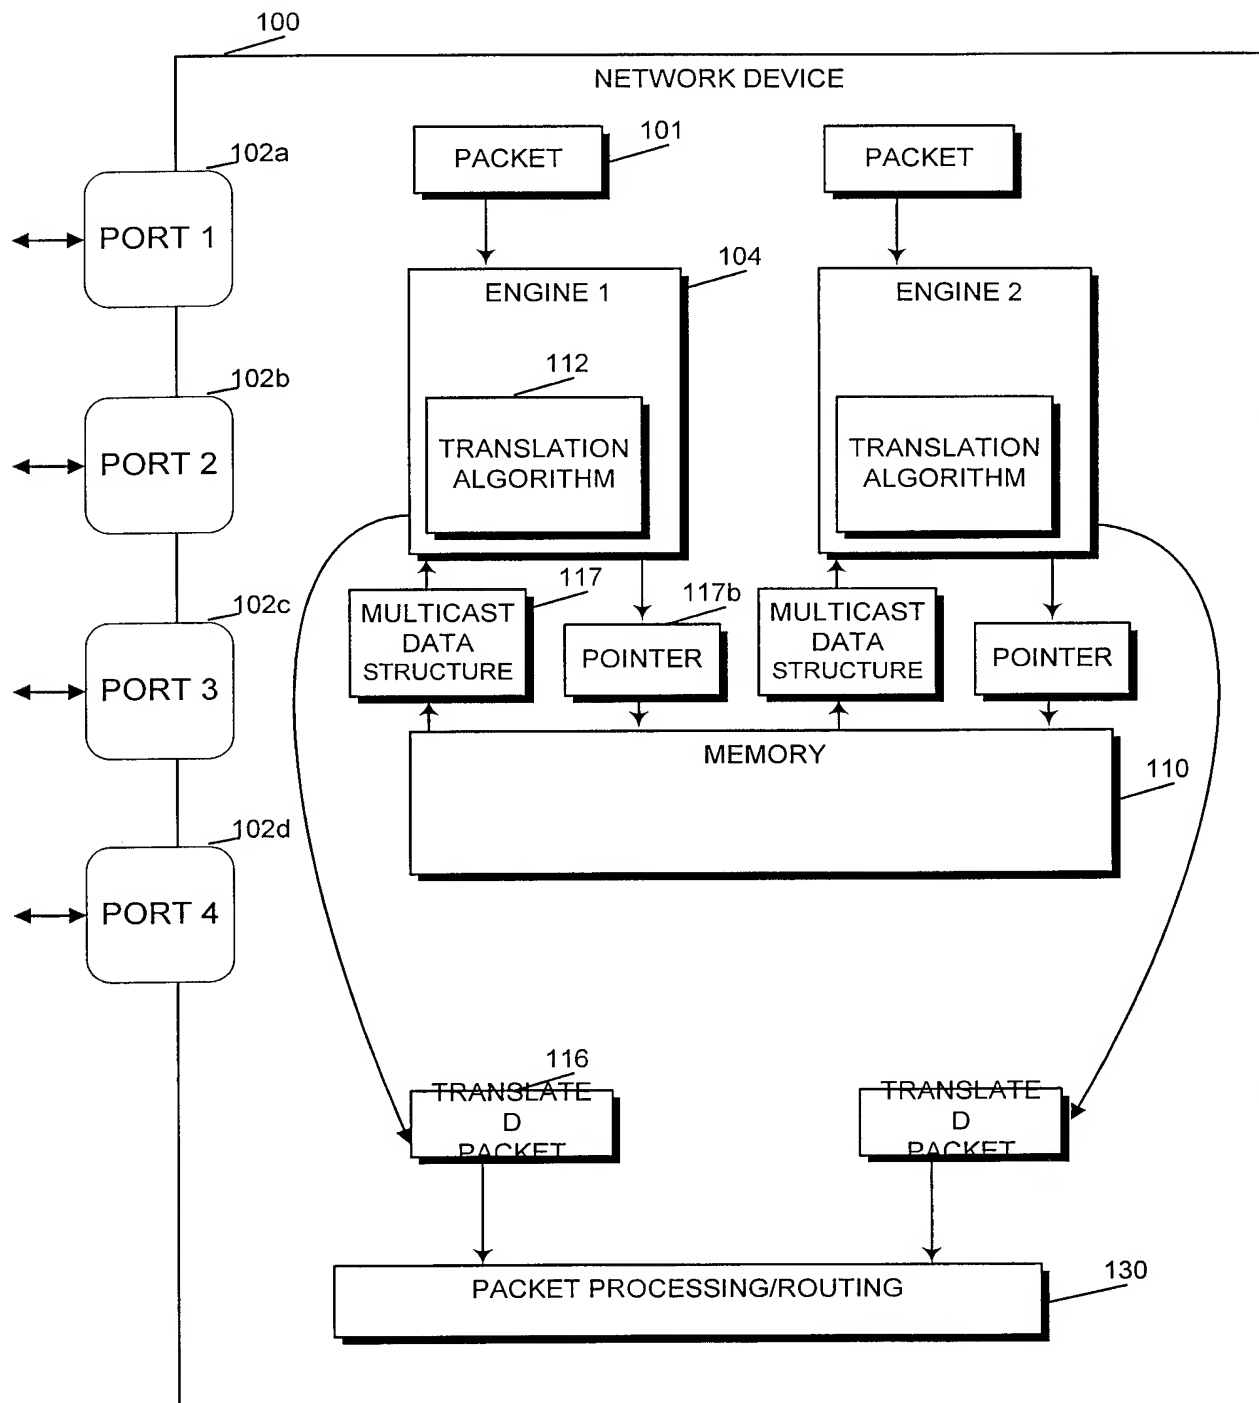 100
NETWORK DEVICE
102a
PORT 1
101
PACKET
PACKET
104
ENGINE 1
ENGINE 2
102b
PORT 2
112
TRANSLATION
ALGORITHM
TRANSLATION
ALGORITHM
102c
PORT 3
117
MULTICAST
DATA
STRUCTURE
117b
POINTER
MULTICAST
DATA
STRUCTURE
POINTER
MEMORY
110
102d
PORT 4
116
TRANSLATE
D
PACKET
TRANSLATE
D
PACKET
PACKET PROCESSING/ROUTING
130